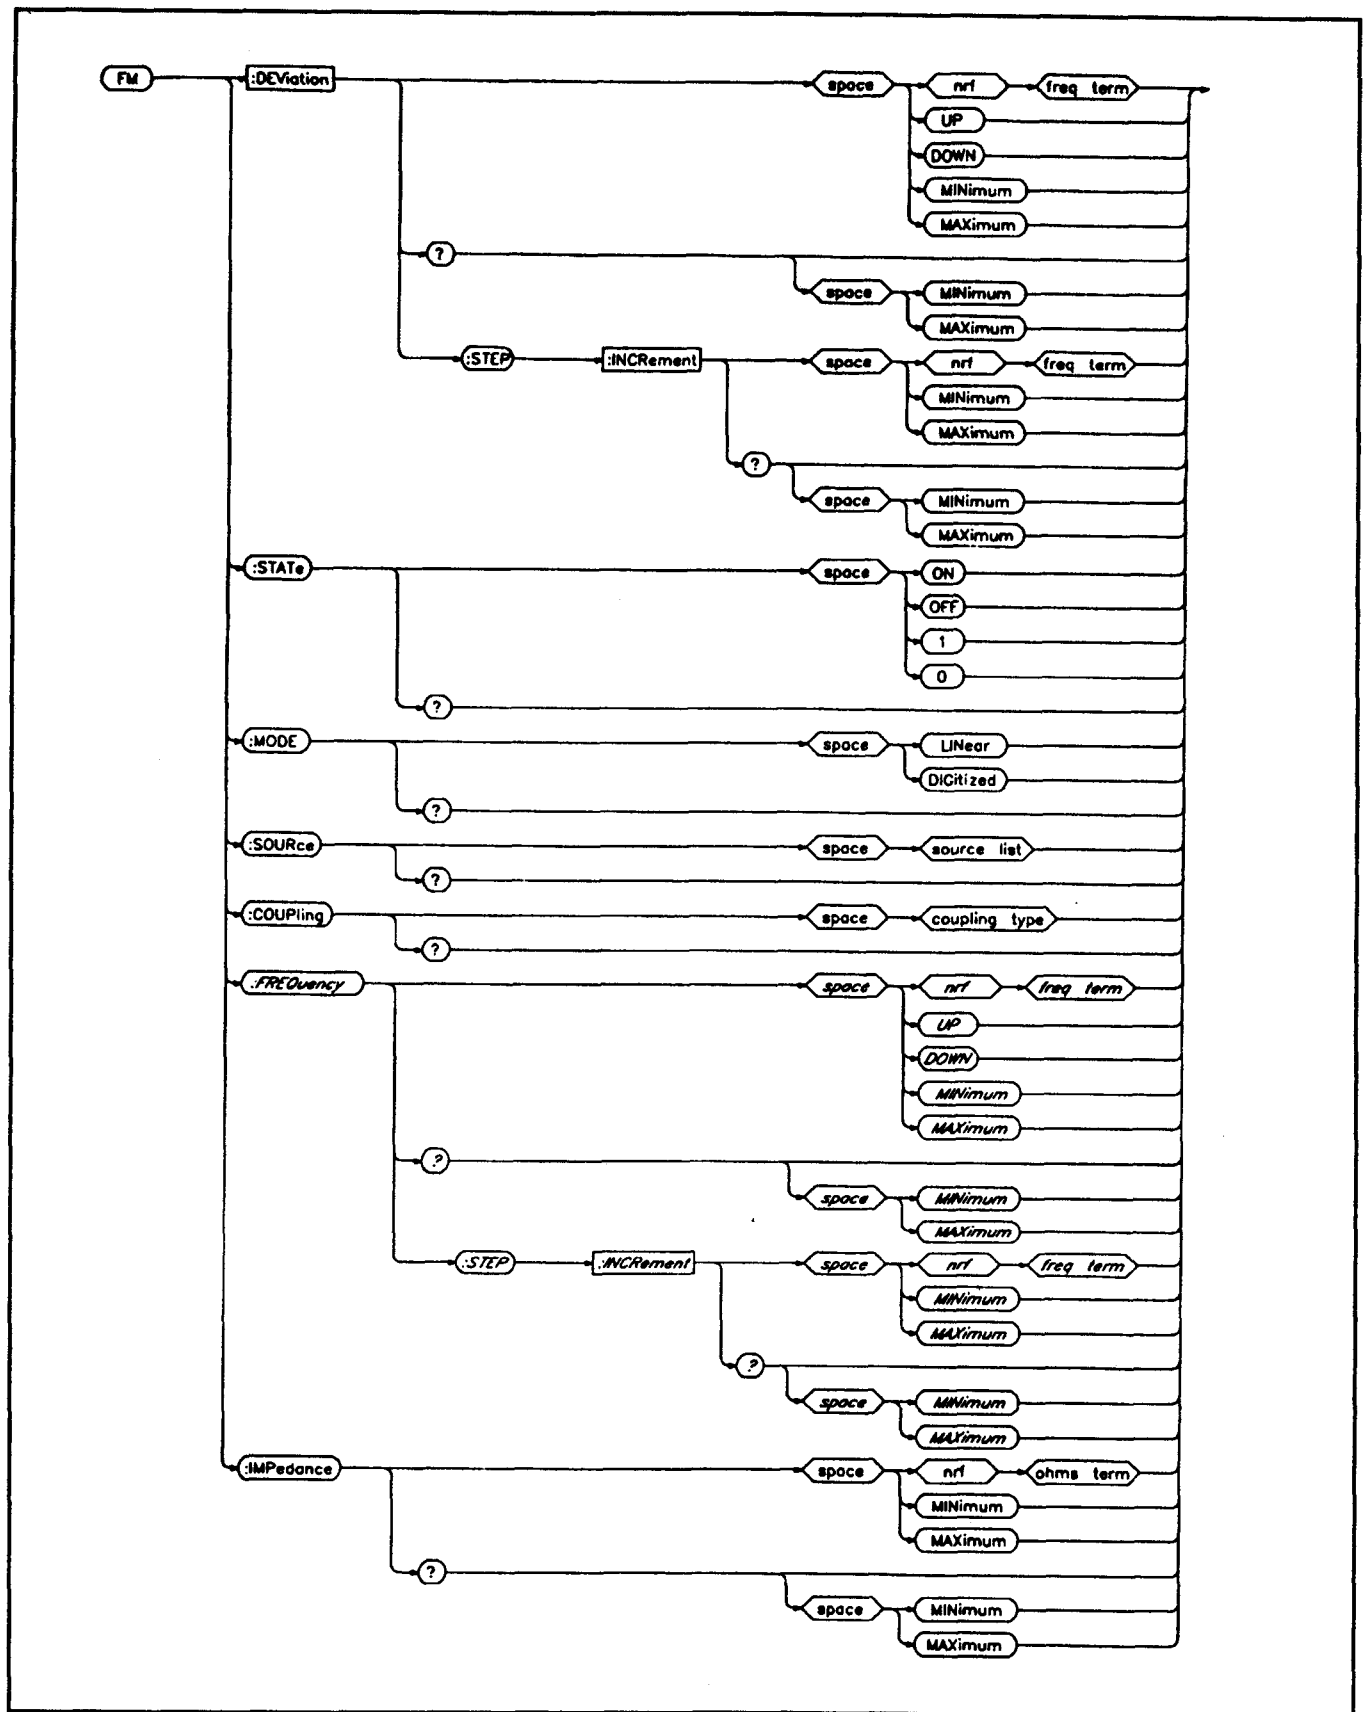 FM :DEViation space nrf freq term
UP
DOWN
MINimum
MAXimum
?
space MINimum
MAXimum
:STEP :INCRement space nrf freq term
MINimum
MAXimum
?
space MINimum
MAXimum
:STATe space ON
OFF
1
0
?
:MODE space LINear
DIGitized
?
:SOURce space source list
?
:COUPling space coupling type
?
:FREQuency space nrf freq term
UP
DOWN
MINimum
MAXimum
?
space MINimum
MAXimum
:STEP :INCRement space nrf freq term
MINimum
MAXimum
?
space MINimum
MAXimum
:IMPedance space nrf ohms term
MINimum
MAXimum
?
space MINimum
MAXimum